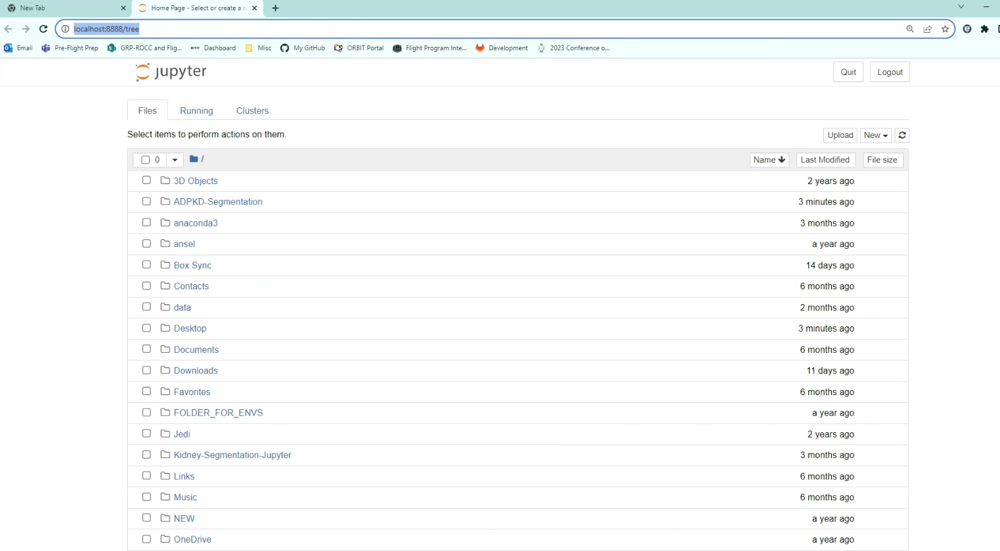 New Tab
Home Page - Select or create a n
localhost:8888/tree
Email Pre-Flight Prep GRP-ROCC and Flig... Dashboard Misc My GitHub ORBIT Portal Flight Program Inte... Development 2023 Conference o...
jupyter
Quit Logout
Files Running Clusters
Select items to perform actions on them.
Upload New
0 / Name Last Modified File size
3D Objects 2 years ago
ADPKD-Segmentation 3 minutes ago
anaconda3 3 months ago
ansel a year ago
Box Sync 14 days ago
Contacts 6 months ago
data 2 months ago
Desktop 3 minutes ago
Documents 6 months ago
Downloads 11 days ago
Favorites 6 months ago
FOLDER_FOR_ENVS a year ago
Jedi 2 years ago
Kidney-Segmentation-Jupyter 3 months ago
Links 6 months ago
Music 6 months ago
NEW a year ago
OneDrive a year ago